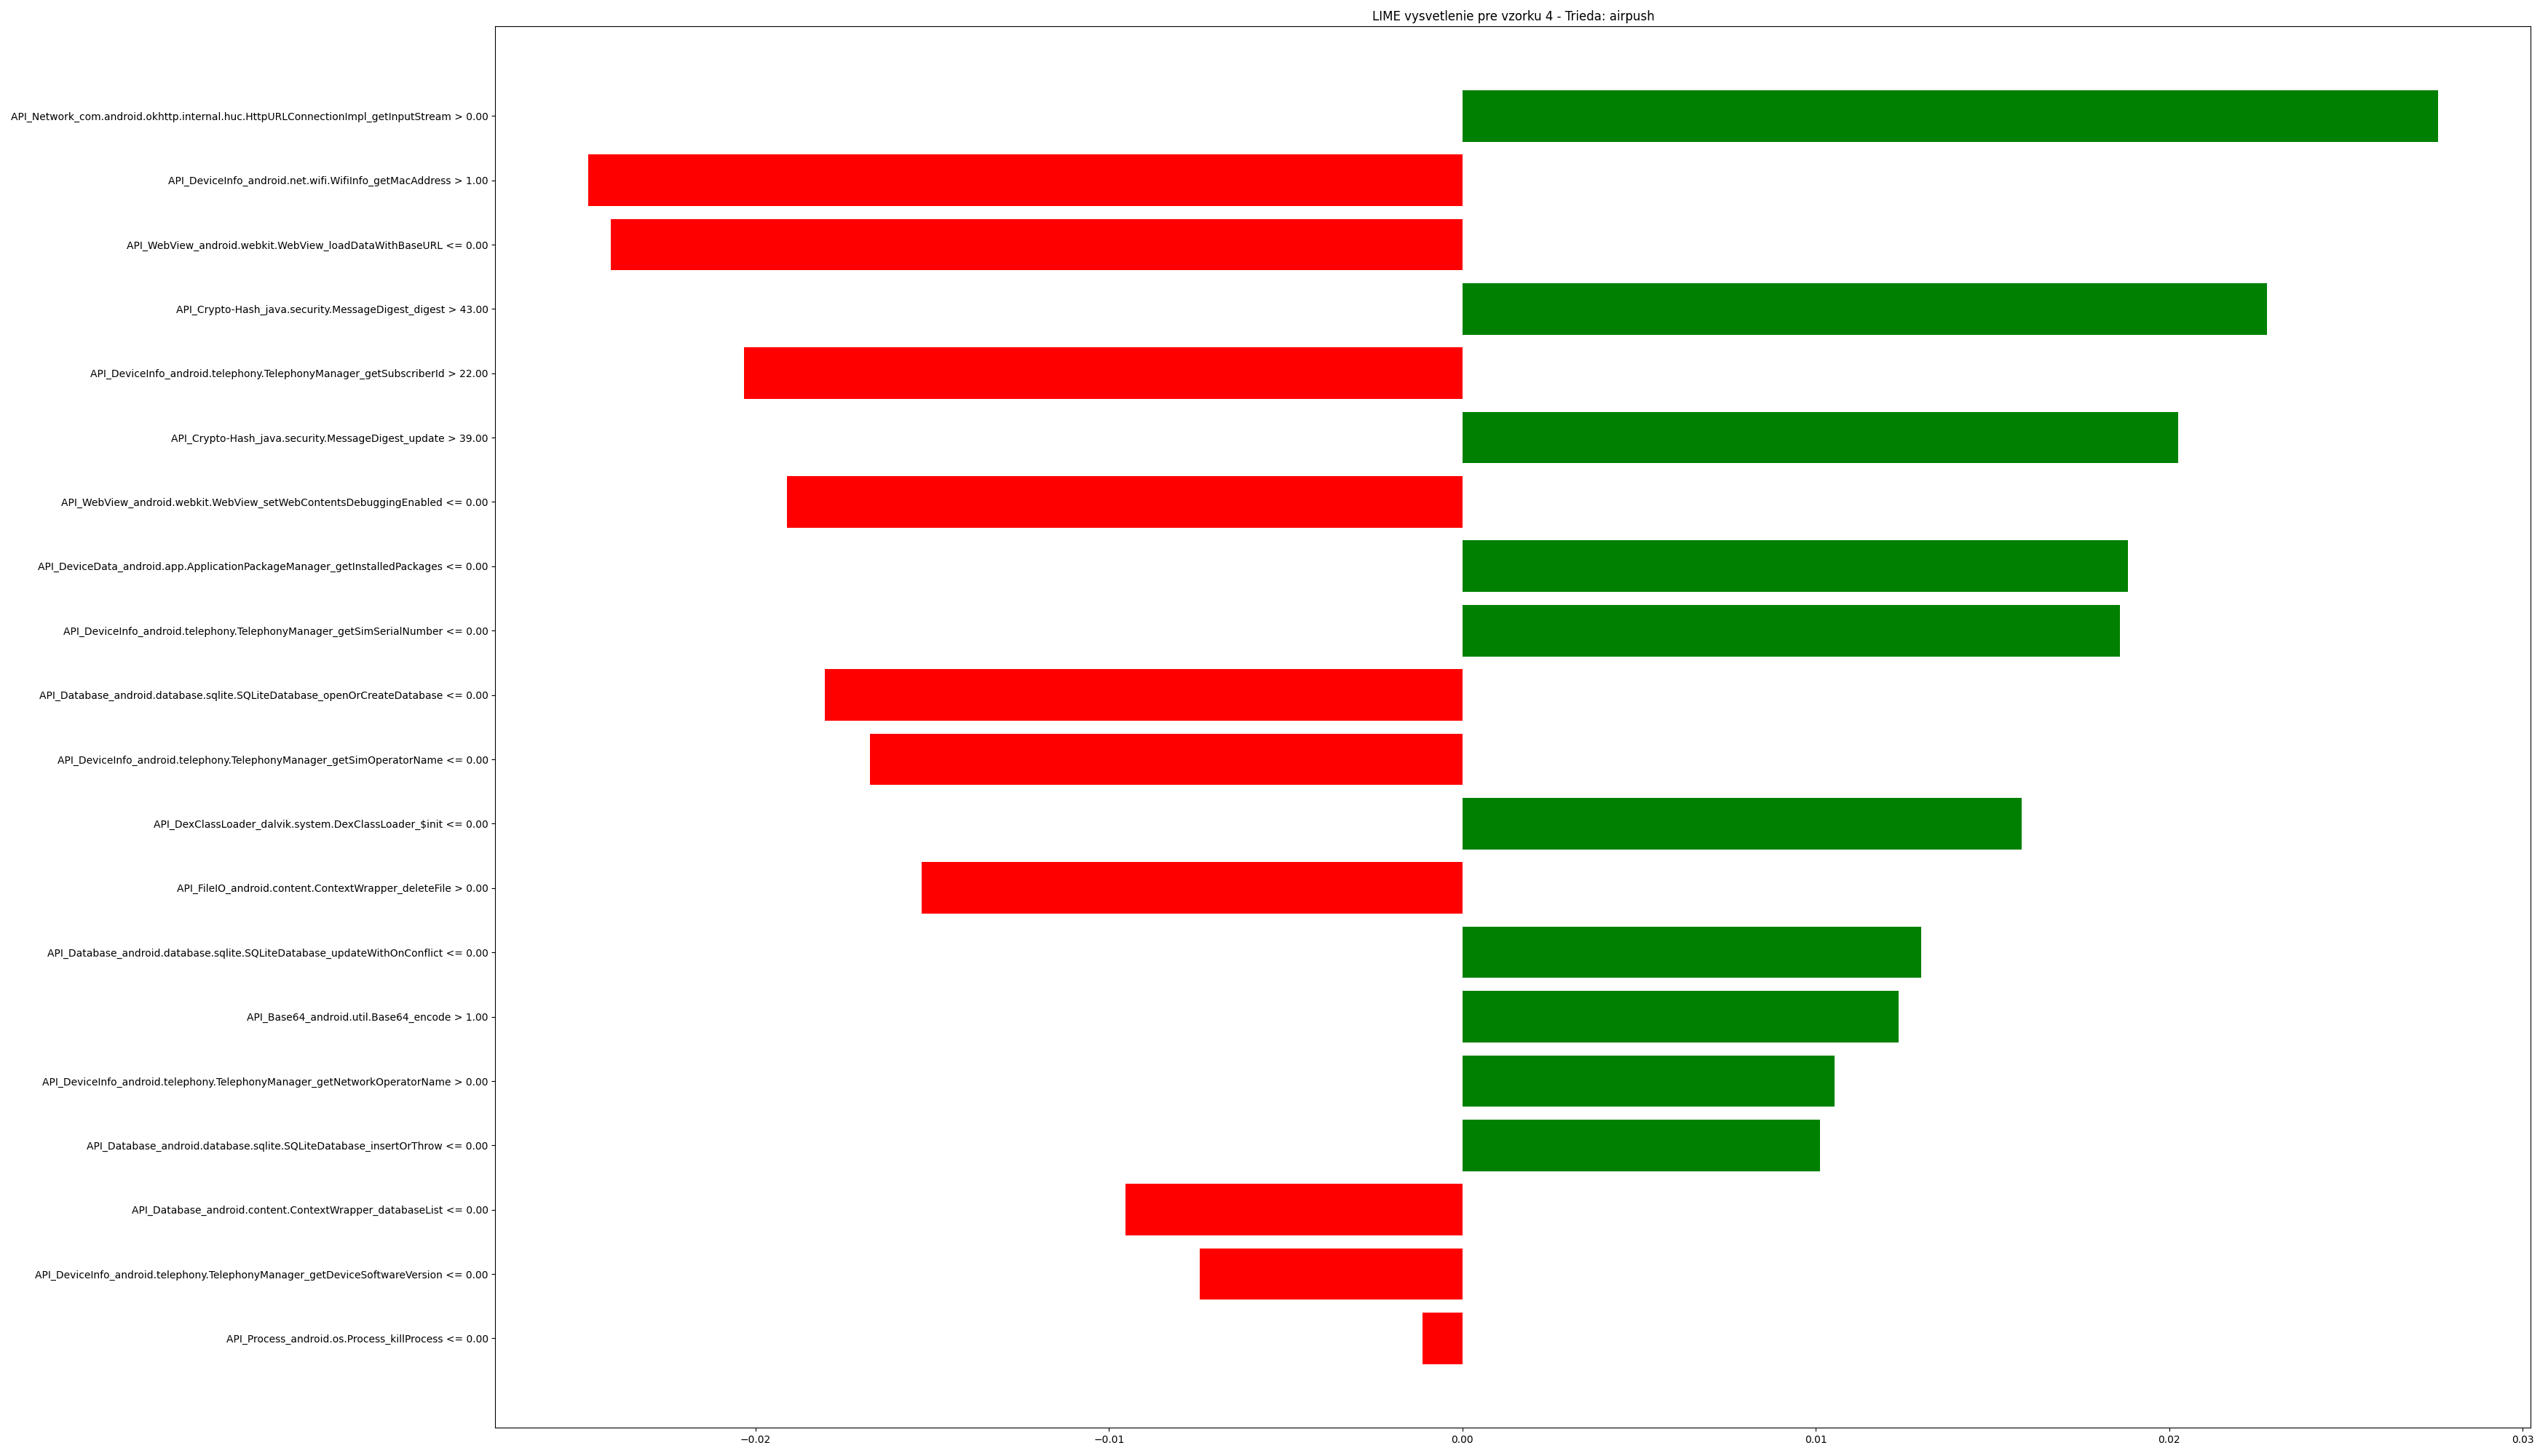 LIME vysvetlenie pre vzorku 4 - Trieda: airpush
API_Network_com.android.okhttp.internal.huc.HttpURLConnectionImpl_getInputStream > 0.00
API_DeviceInfo_android.net.wifi.WifiInfo_getMacAddress > 1.00
API_WebView_android.webkit.WebView_loadDataWithBaseURL <= 0.00
API_Crypto-Hash_java.security.MessageDigest_digest > 43.00
API_DeviceInfo_android.telephony.TelephonyManager_getSubscriberId > 22.00
API_Crypto-Hash_java.security.MessageDigest_update > 39.00
API_WebView_android.webkit.WebView_setWebContentsDebuggingEnabled <= 0.00
API_DeviceData_android.app.ApplicationPackageManager_getInstalledPackages <= 0.00
API_DeviceInfo_android.telephony.TelephonyManager_getSimSerialNumber <= 0.00
API_Database_android.database.sqlite.SQLiteDatabase_openOrCreateDatabase <= 0.00
API_DeviceInfo_android.telephony.TelephonyManager_getSimOperatorName <= 0.00
API_DexClassLoader_dalvik.system.DexClassLoader_$init <= 0.00
API_FileIO_android.content.ContextWrapper_deleteFile > 0.00
API_Database_android.database.sqlite.SQLiteDatabase_updateWithOnConflict <= 0.00
API_Base64_android.util.Base64_encode > 1.00
API_DeviceInfo_android.telephony.TelephonyManager_getNetworkOperatorName > 0.00
API_Database_android.database.sqlite.SQLiteDatabase_insertOrThrow <= 0.00
API_Database_android.content.ContextWrapper_databaseList <= 0.00
API_DeviceInfo_android.telephony.TelephonyManager_getDeviceSoftwareVersion <= 0.00
API_Process_android.os.Process_killProcess <= 0.00
−0.02 −0.01 0.00 0.01 0.02 0.03